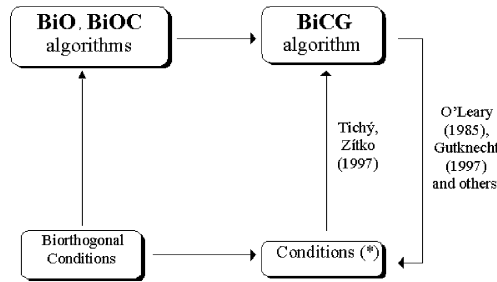 BiO, BiOC
algorithms
BiCG
algorithm
Tichý,
Zítko
(1997)
O'Leary
(1985),
Gutknecht
(1997)
and others
Biorthogonal
Conditions
Conditions (*)